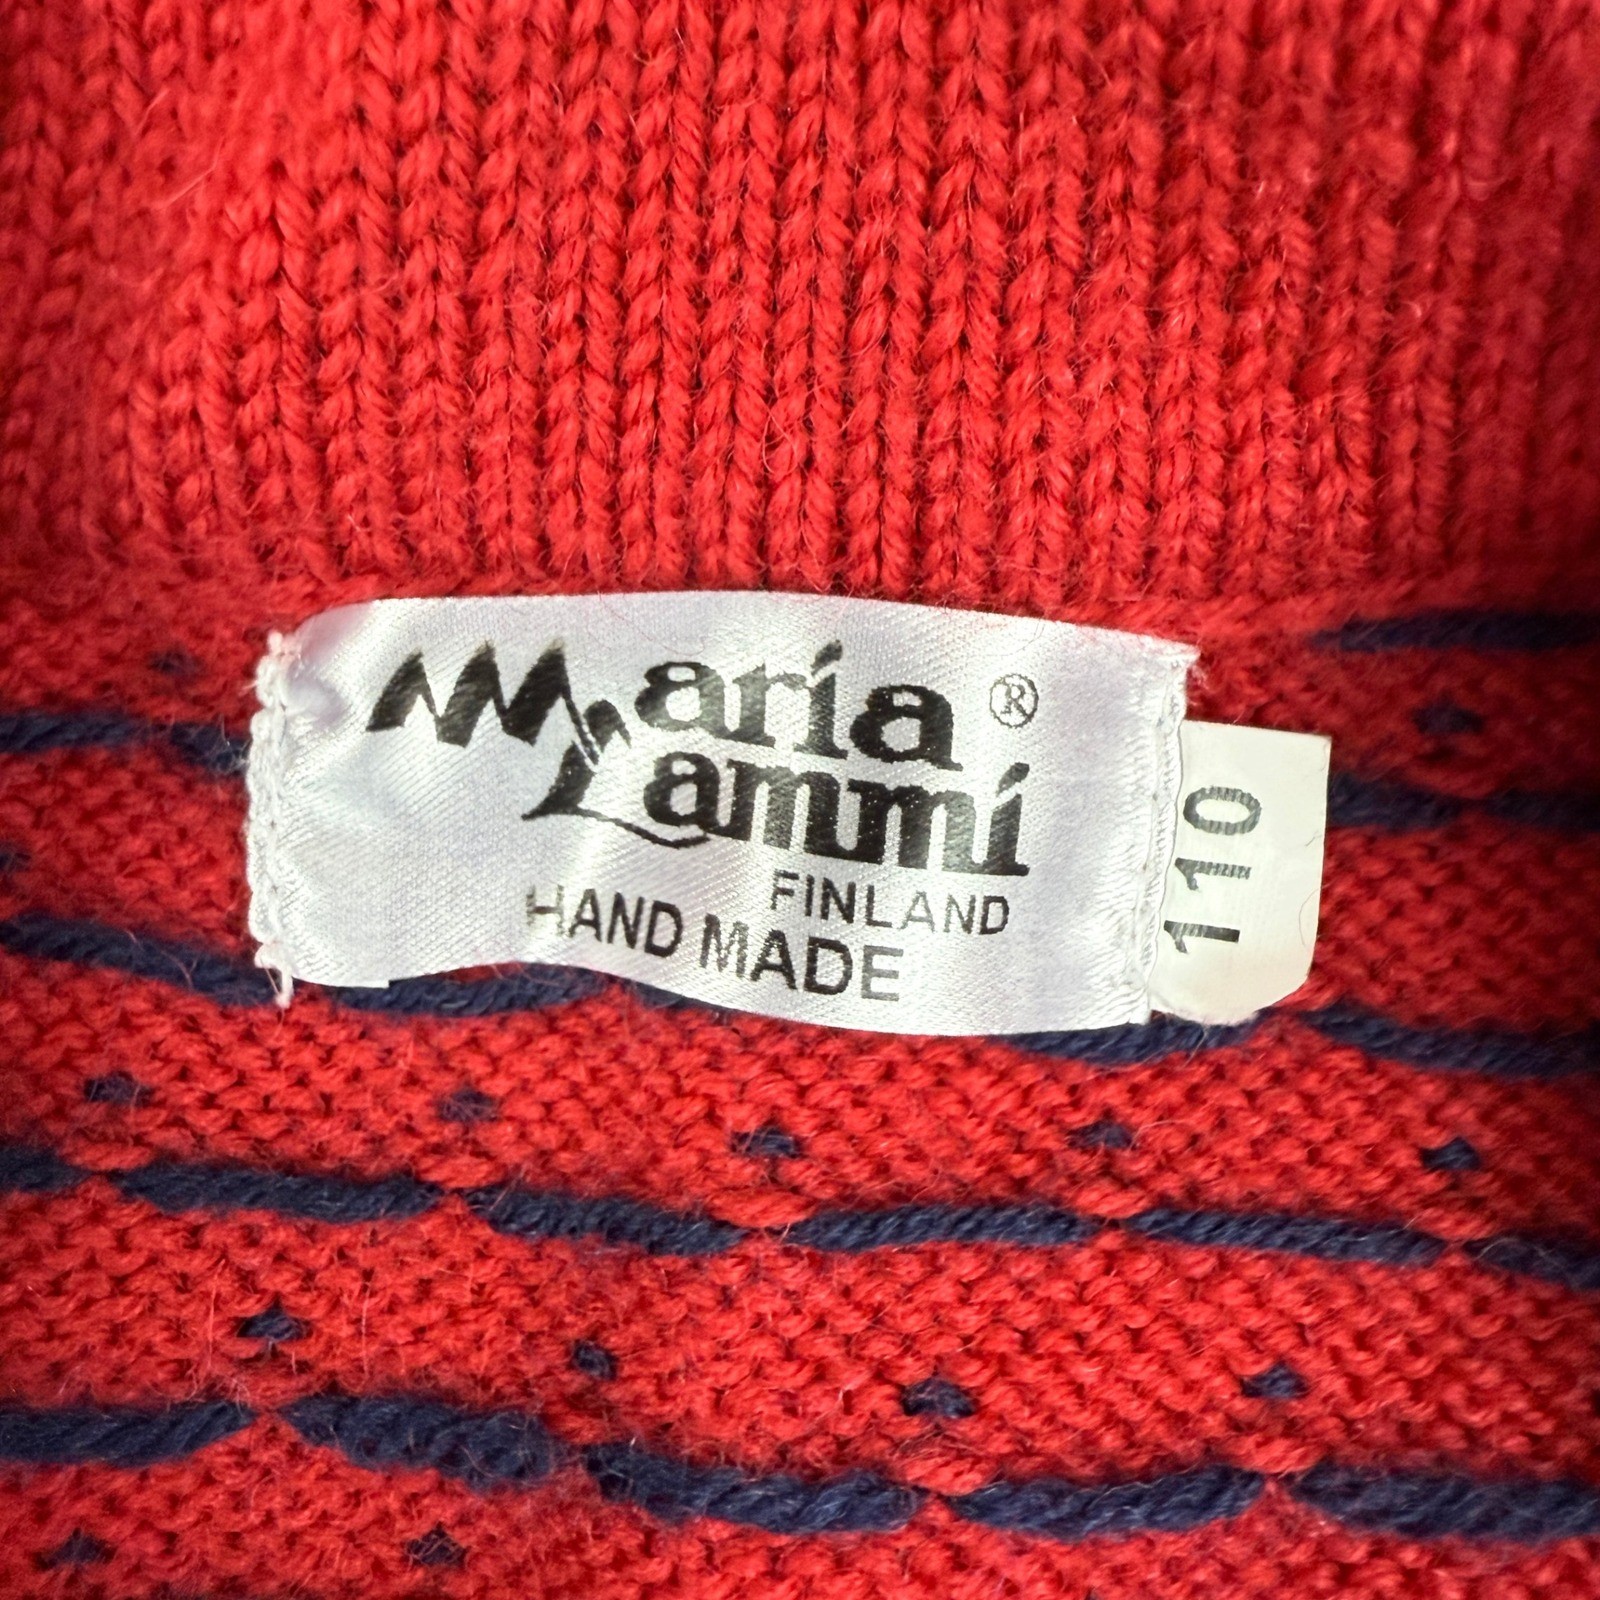 Maria ®
Lammi
FINLAND
HAND MADE
110